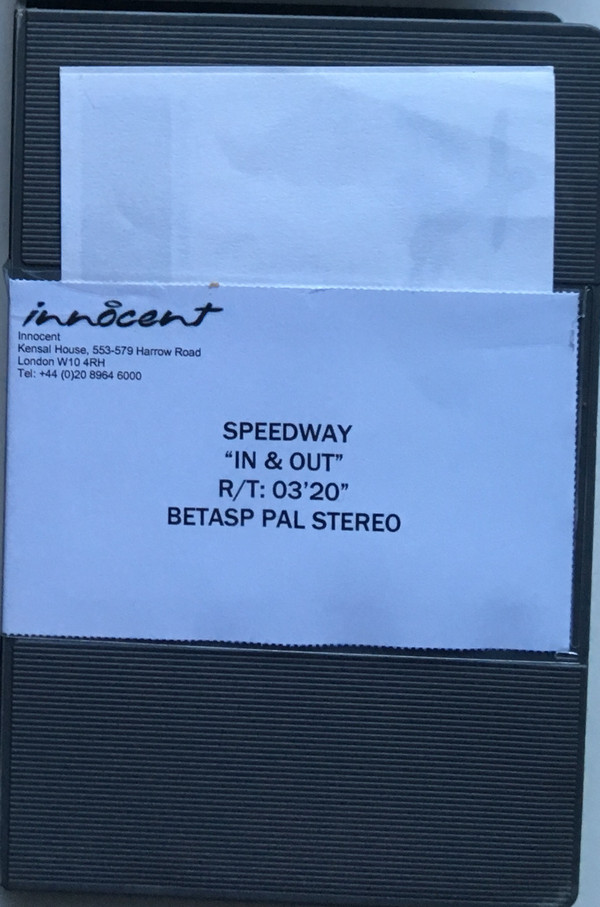 innocent
Innocent
Kensal House, 553-579 Harrow Road
London W10 4RH
Tel: +44 (0)20 8964 6000
SPEEDWAY
“IN & OUT”
R/T: 03’20”
BETASP PAL STEREO